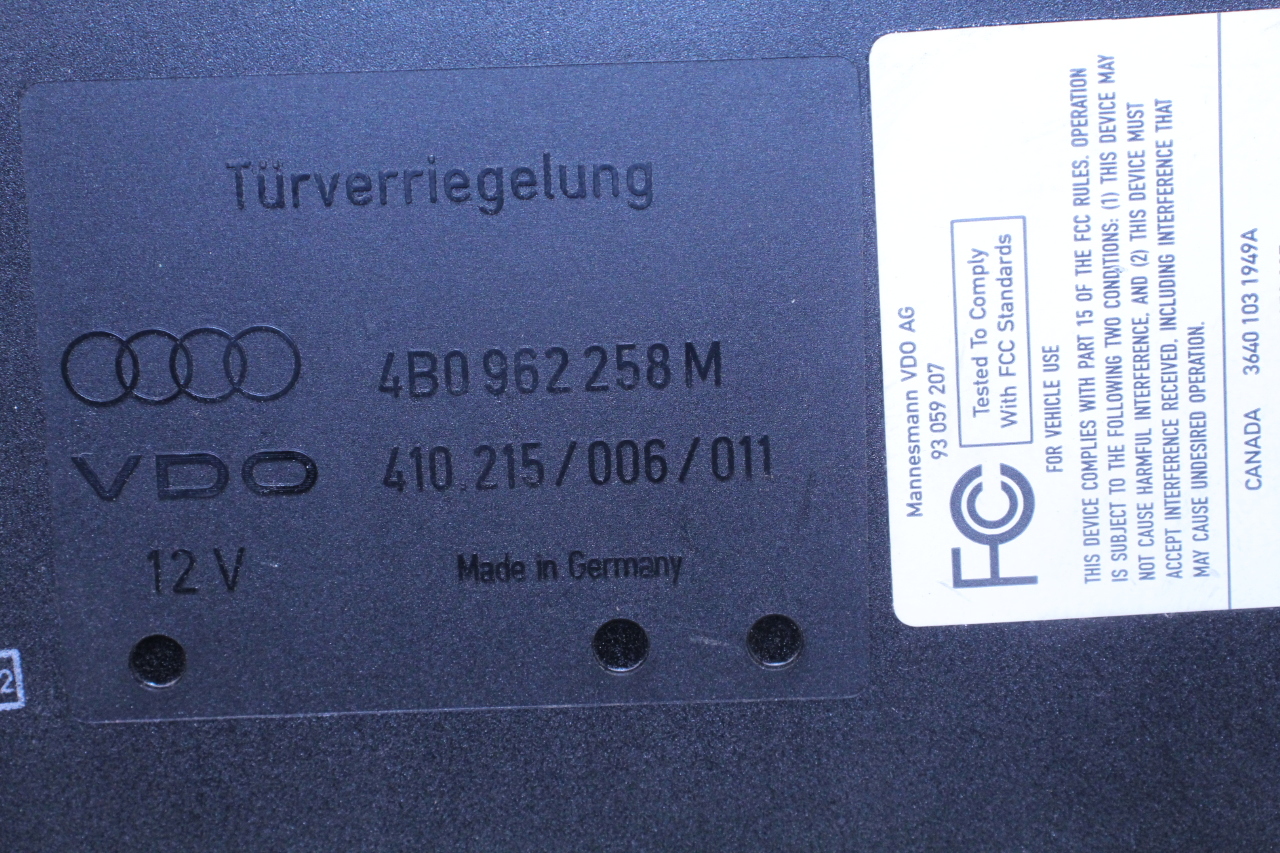 Türverriegelung
4B0 962 258 M
VDO 410.215/006/011
12 V Made in Germany
2
Mannesmann VDO AG
93 059 207
FC Tested To Comply
With FCC Standards
FOR VEHICLE USE
THIS DEVICE COMPLIES WITH PART 15 OF THE FCC RULES. OPERATION
IS SUBJECT TO THE FOLLOWING TWO CONDITIONS: (1) THIS DEVICE MAY
NOT CAUSE HARMFUL INTERFERENCE, AND (2) THIS DEVICE MUST
ACCEPT INTERFERENCE RECEIVED, INCLUDING INTERFERENCE THAT
MAY CAUSE UNDESIRED OPERATION.
CANADA 3640 103 1949A